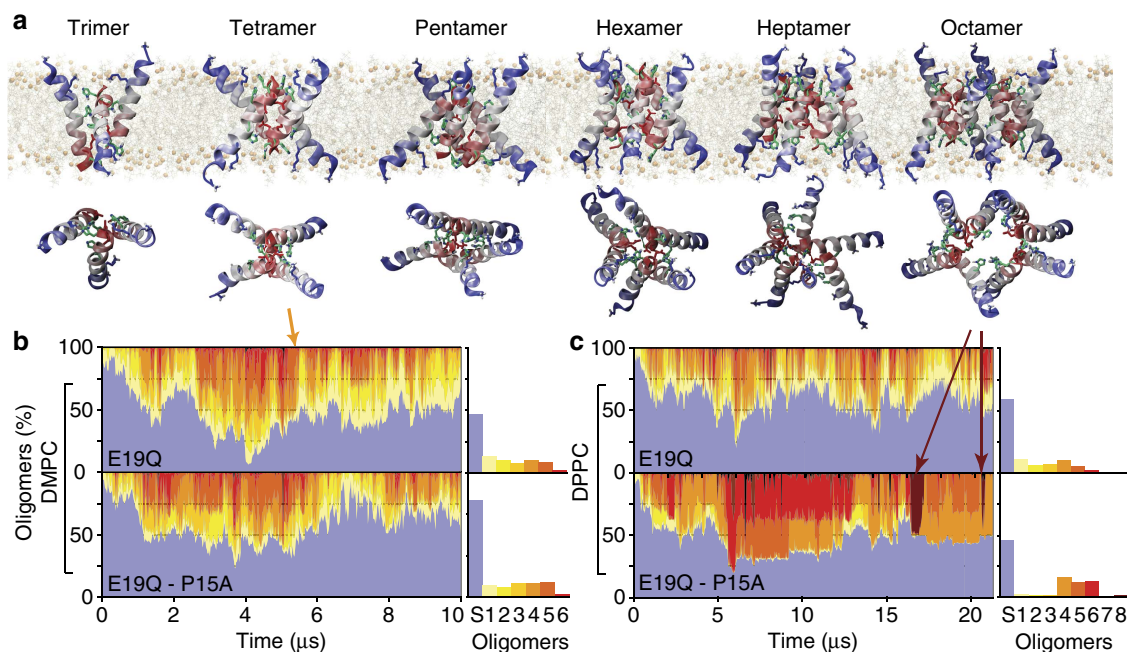 a
Trimer Tetramer Pentamer Hexamer Heptamer Octamer
b
Oligomers (%)
DMPC
100
50
0
E19Q
50
0
E19Q - P15A
0 2 4 6 8 10
Time (μs)
S1 2 3 4 5 6
Oligomers
c
DPPC
100
50
0
E19Q
50
0
E19Q - P15A
0 5 10 15 20
Time (μs)
S1 2 3 4 5 6 7 8
Oligomers